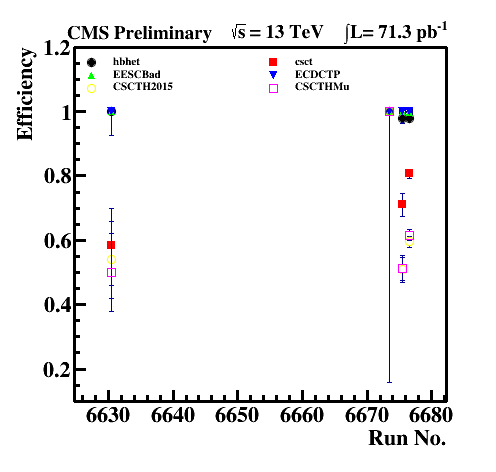 CMS Preliminary √s = 13 TeV ∫L= 71.3 pb⁻¹
Efficiency
hbhet csct
EESCBad ECDCTP
CSCTH2015 CSCTHMu
1.2
1
0.8
0.6
0.4
0.2
6630 6640 6650 6660 6670 6680
Run No.